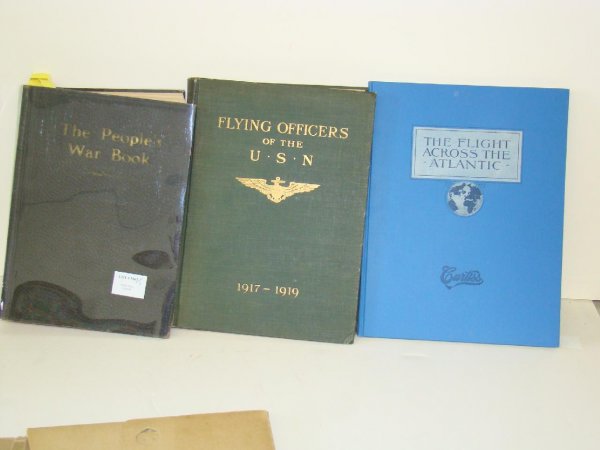 The People's
War Book
FLYING OFFICERS
OF THE
U·S·N
1917-1919
THE FLIGHT
ACROSS THE
·ATLANTIC·
Curtiss